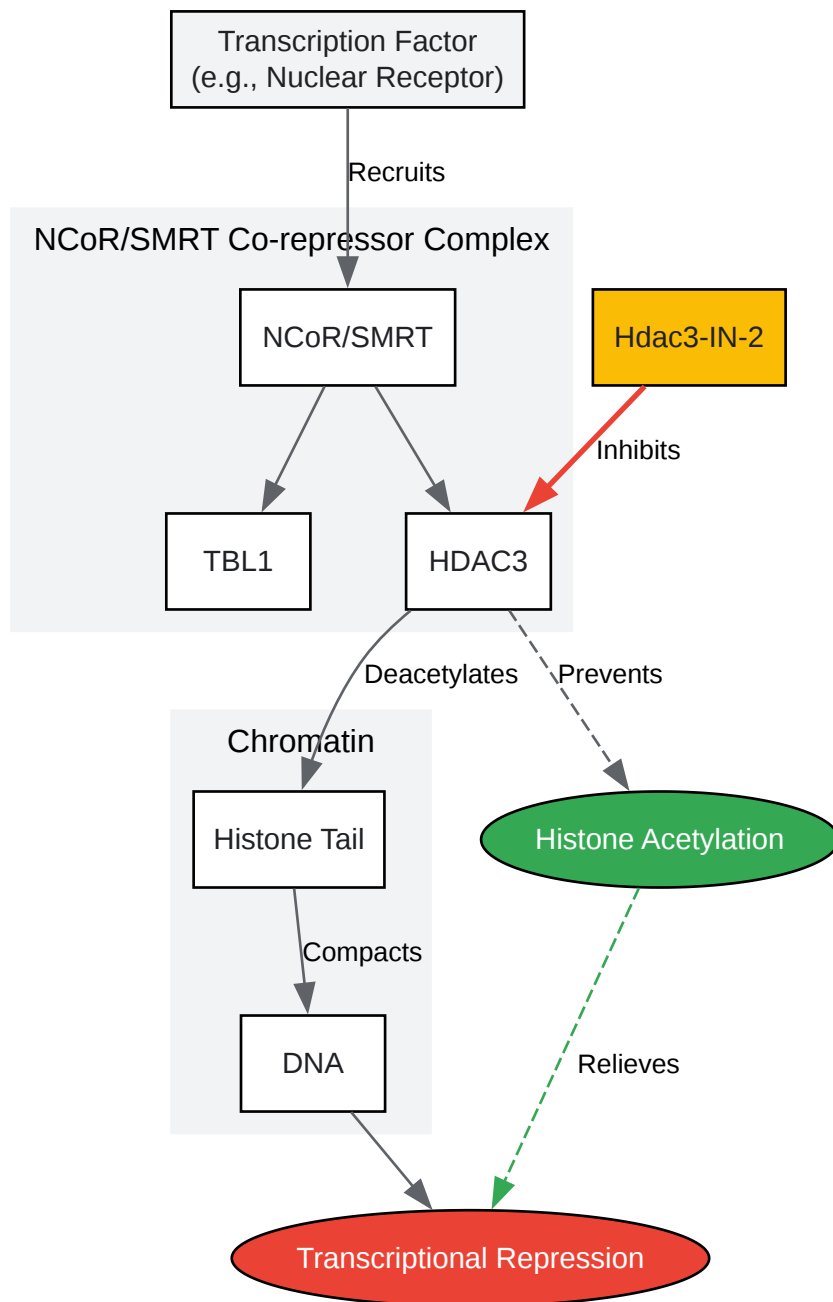 Transcription Factor
(e.g., Nuclear Receptor)
Recruits
NCoR/SMRT Co-repressor Complex
NCoR/SMRT
Hdac3-IN-2
Inhibits
TBL1
HDAC3
Deacetylates
Prevents
Chromatin
Histone Tail
Histone Acetylation
Compacts
DNA
Relieves
Transcriptional Repression